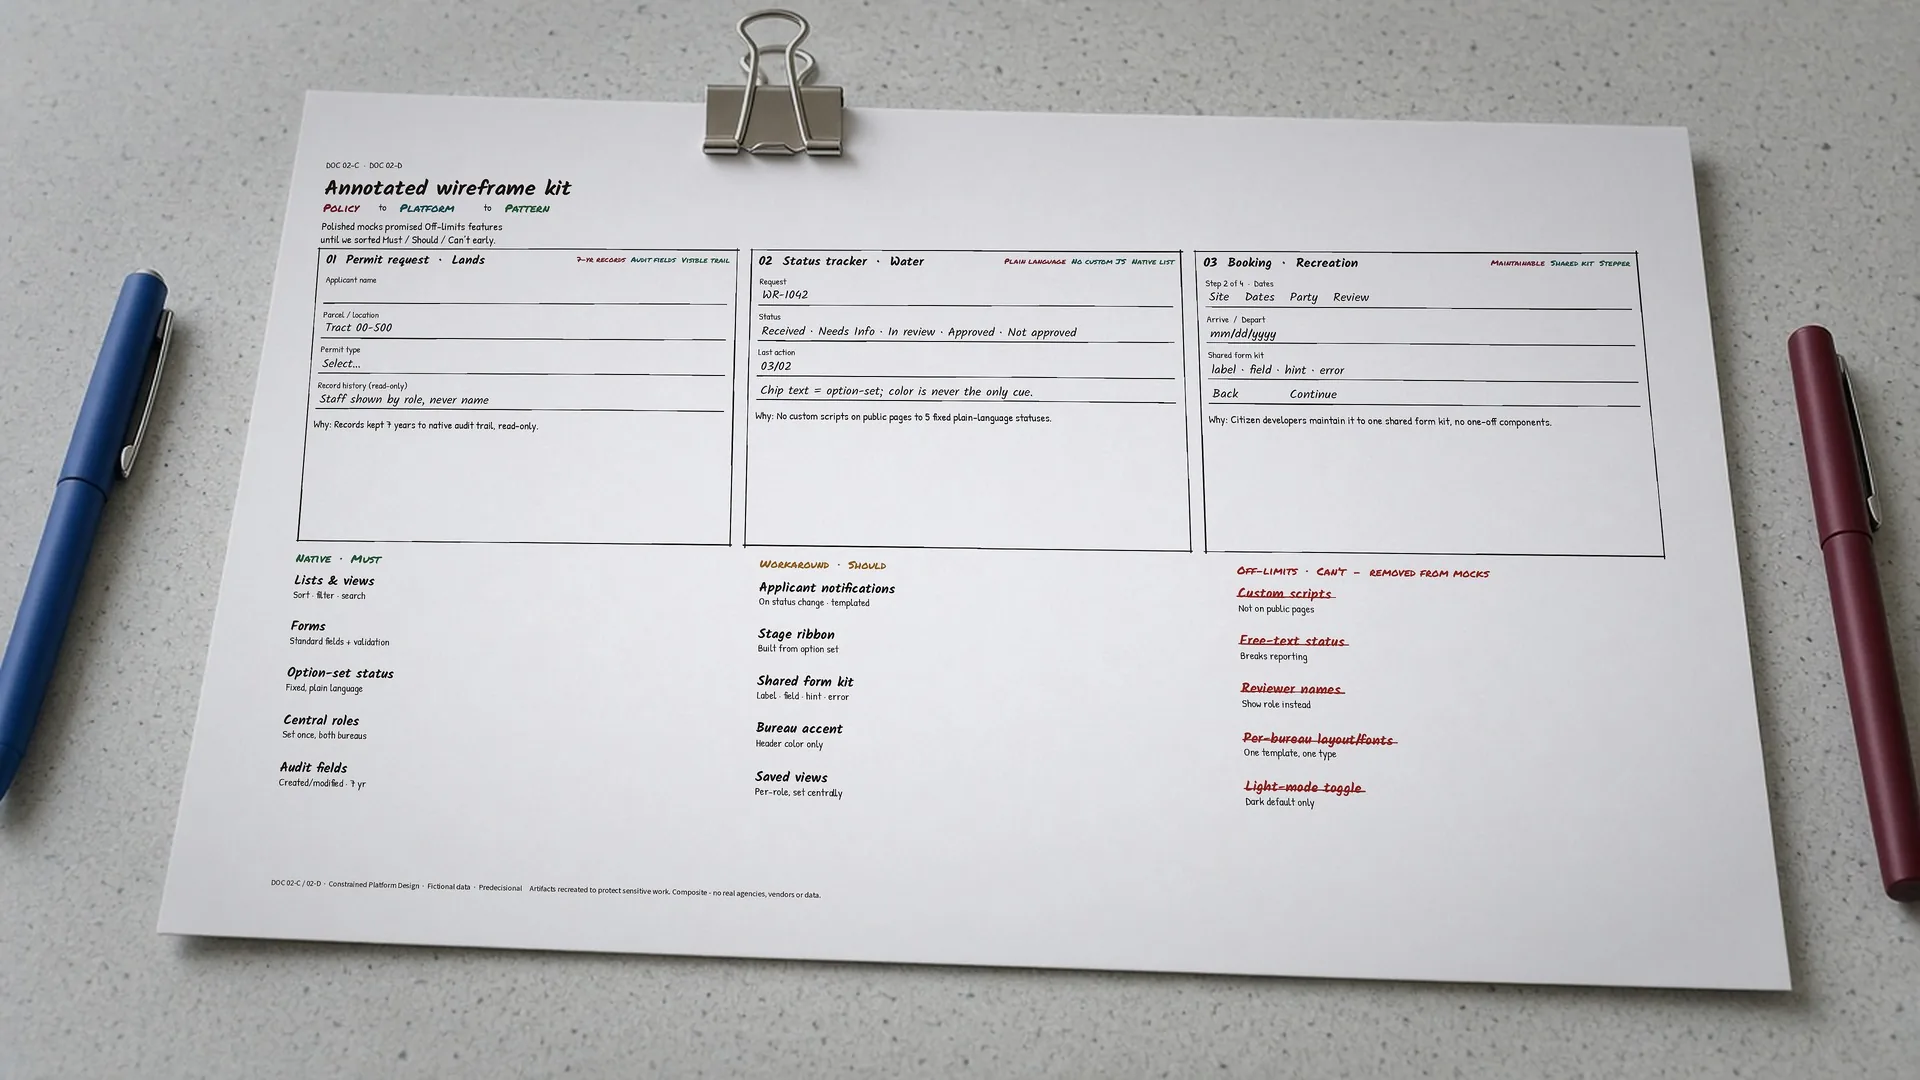 DOC 02-C · DOC 02-D
Annotated wireframe kit
POLICY to PLATFORM to PATTERN
Polished mocks promised Off-limits features
until we sorted Must / Should / Can't early.
01 Permit request · Lands
7-YR RECORDS AUDIT FIELDS VISIBLE TRAIL
Applicant name
Parcel / location
Tract 00-S00
Permit type
Select...
Record history (read-only)
Staff shown by role, never name
Why: Records kept 7 years to native audit trail, read-only.
02 Status tracker · Water
PLAIN LANGUAGE NO CUSTOM JS NATIVE LIST
Request
WR-1042
Status
Received · Needs Info · In review · Approved · Not approved
Last action
03/02
Chip text = option-set; color is never the only cue.
Why: No custom scripts on public pages to 5 fixed plain-language statuses.
03 Booking · Recreation
MAINTAINABLE SHARED KIT STEPPER
Step 2 of 4 · Dates
Site Dates Party Review
Arrive / Depart
mm/dd/yyyy
Shared form kit
label · field · hint · error
Back Continue
Why: Citizen developers maintain it to one shared form kit, no one-off components.
NATIVE · MUST
Lists & views
Sort · filter · search
Forms
Standard fields + validation
Option-set status
Fixed, plain language
Central roles
Set once, both bureaus
Audit fields
Created/modified · 7 yr
WORKAROUND · SHOULD
Applicant notifications
On status change · templated
Stage ribbon
Built from option set
Shared form kit
Label · field · hint · error
Bureau accent
Header color only
Saved views
Per-role, set centrally
OFF-LIMITS · CAN'T - REMOVED FROM MOCKS
Custom scripts
Not on public pages
Free-text status
Breaks reporting
Reviewer names
Show role instead
Per-bureau layout/fonts
One template, one type
Light-mode toggle
Dark default only
DOC 02-C / 02-D · Constrained Platform Design · Fictional data · Predecisional Artifacts recreated to protect sensitive work. Composite - no real agencies, vendors or data.